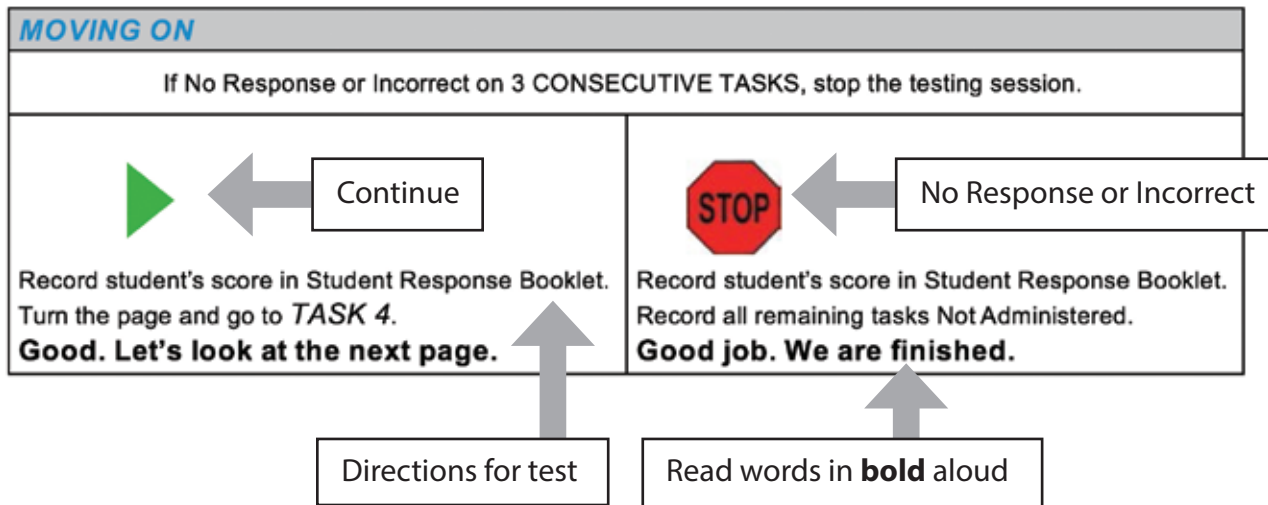 MOVING ON
If No Response or Incorrect on 3 CONSECUTIVE TASKS, stop the testing session.
Continue
STOP
No Response or Incorrect
Record student's score in Student Response Booklet.
Turn the page and go to TASK 4.
Good. Let's look at the next page.
Record student's score in Student Response Booklet.
Record all remaining tasks Not Administered.
Good job. We are finished.
Directions for test
Read words in bold aloud